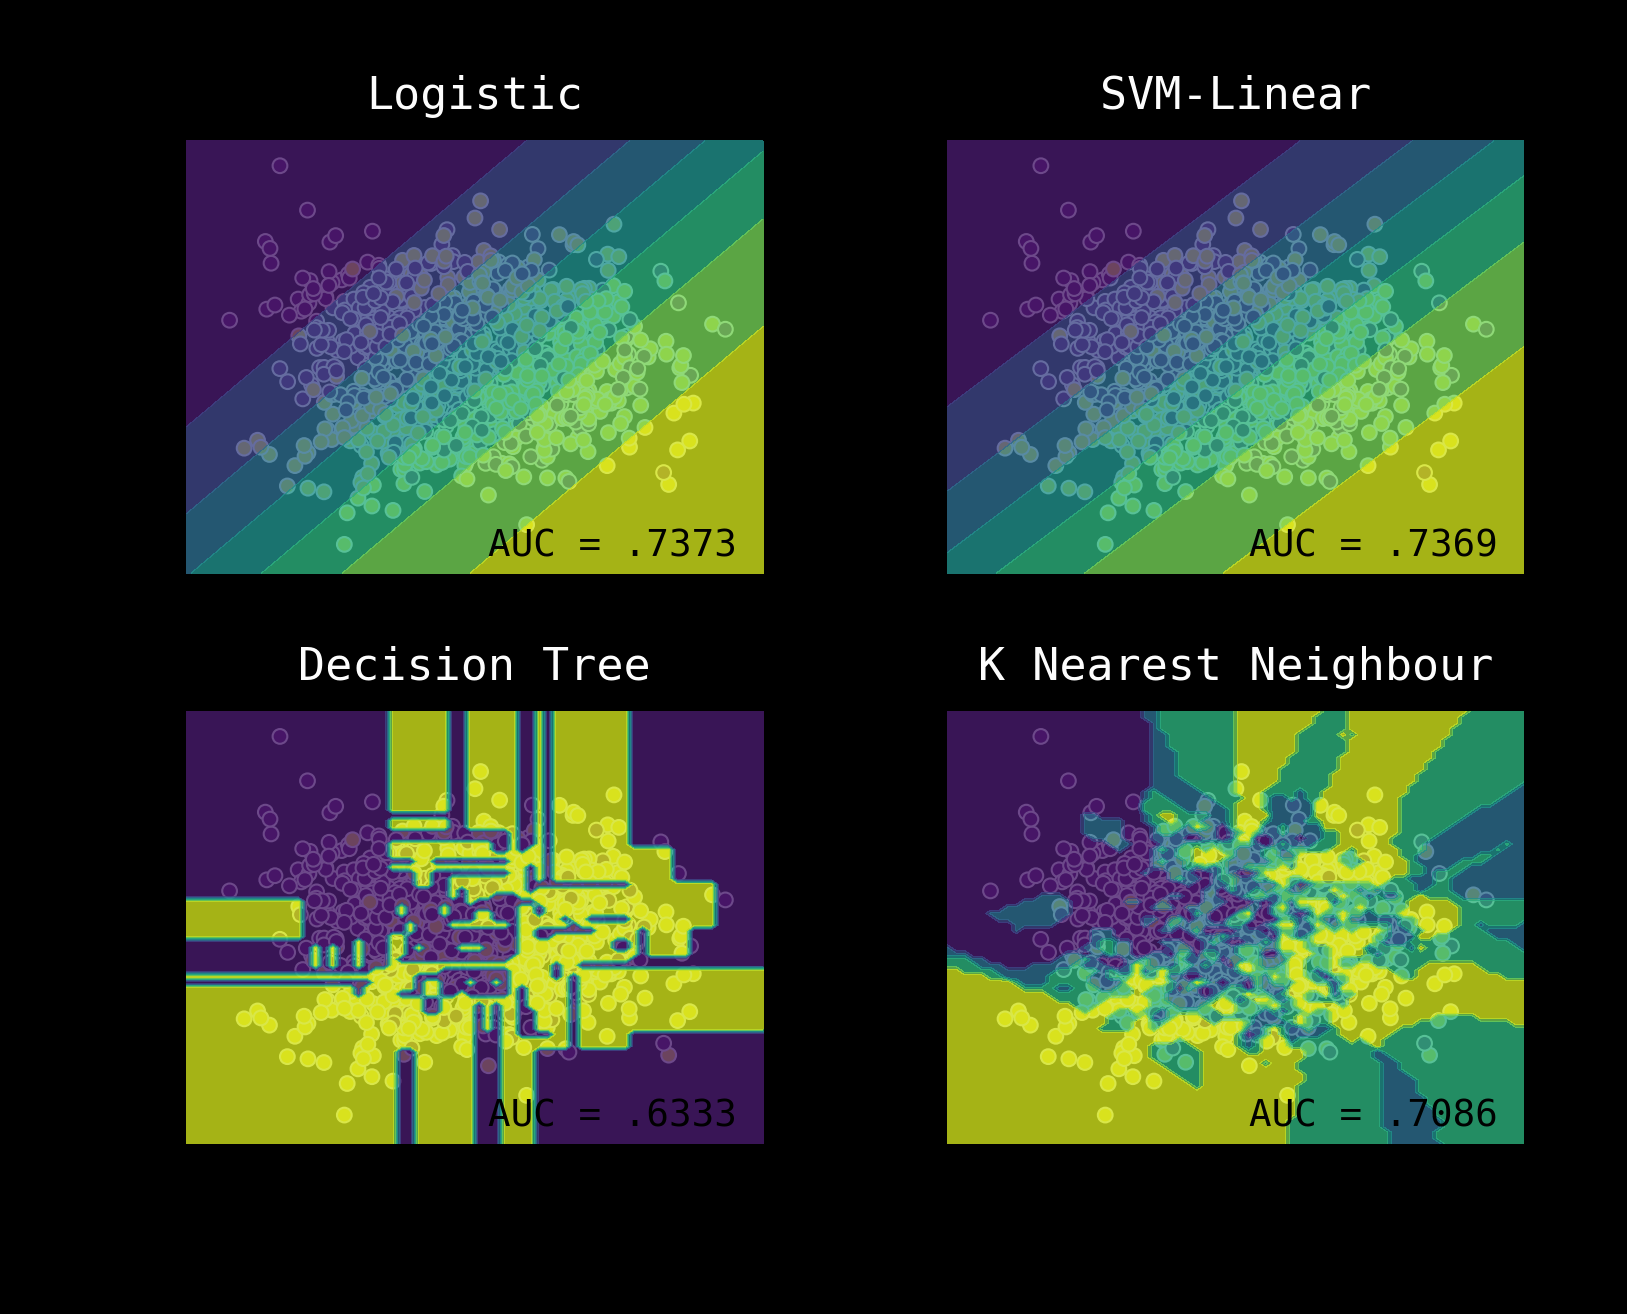 Logistic
SVM-Linear
AUC = .7373
AUC = .7369
Decision Tree
K Nearest Neighbour
AUC = .6333
AUC = .7086